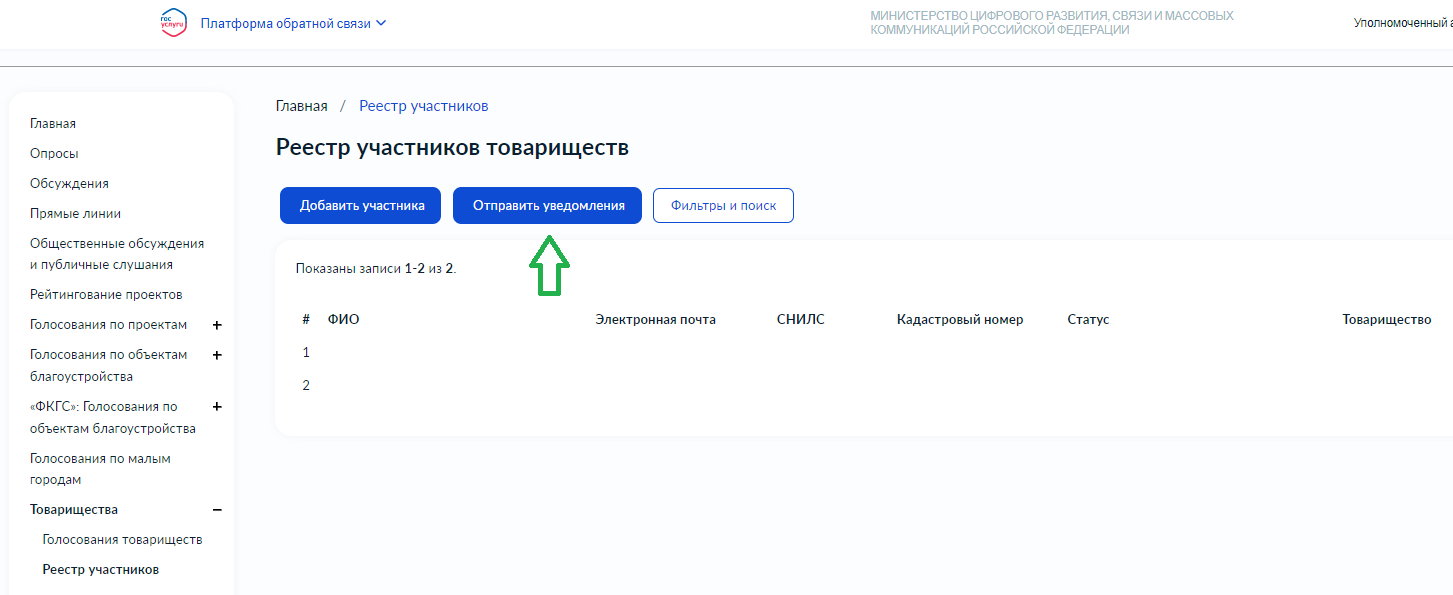 гос
услуги
Платформа обратной связи
МИНИСТЕРСТВО ЦИФРОВОГО РАЗВИТИЯ, СВЯЗИ И МАССОВЫХ
КОММУНИКАЦИЙ РОССИЙСКОЙ ФЕДЕРАЦИИ
Уполномоченный а
Главная
Опросы
Обсуждения
Прямые линии
Общественные обсуждения
и публичные слушания
Рейтингование проектов
Голосования по проектам +
Голосования по объектам +
благоустройства
«ФКГС»: Голосования по +
объектам благоустройства
Голосования по малым
городам
Товарищества −
Голосования товариществ
Реестр участников
Главная / Реестр участников
Реестр участников товариществ
Добавить участника Отправить уведомления Фильтры и поиск
Показаны записи 1-2 из 2.
# ФИО Электронная почта СНИЛС Кадастровый номер Статус Товарищество
1
2